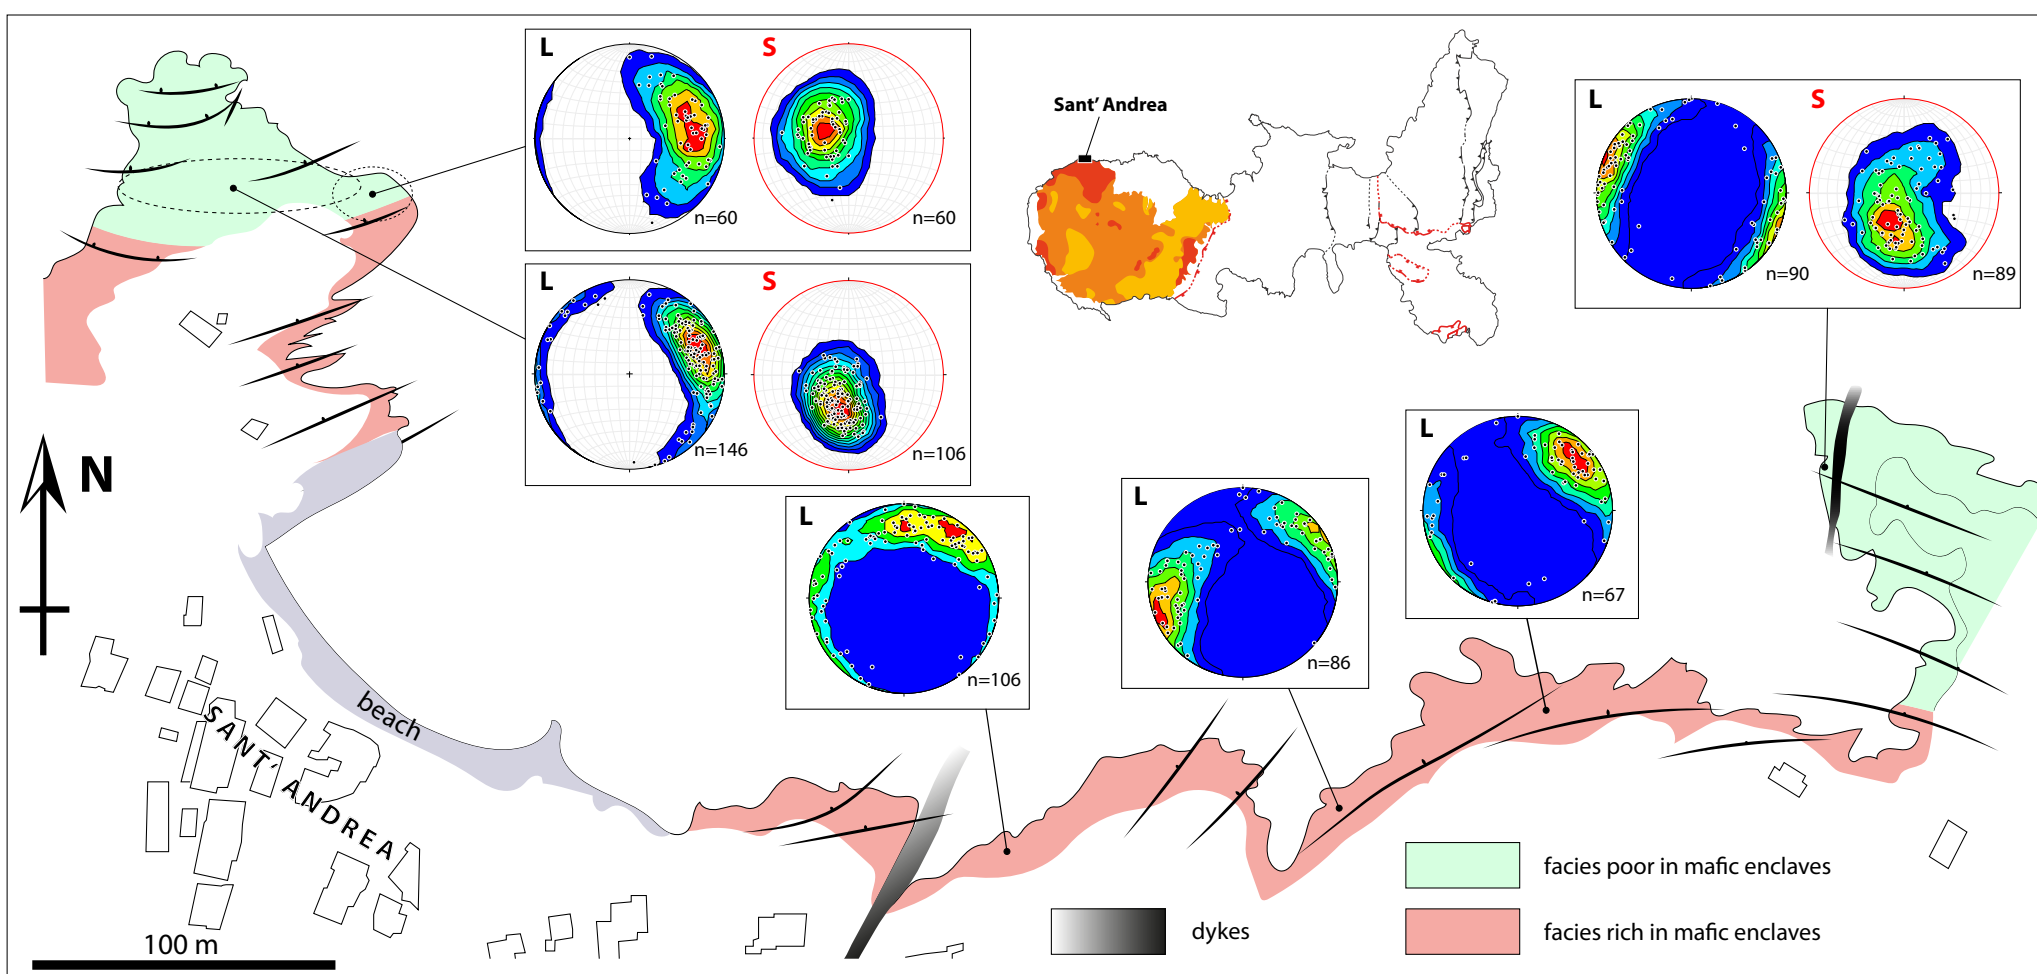 L
S
n=60
n=60
L
S
n=146
n=106
Sant' Andrea
L
S
n=90
n=89
N
L
n=106
L
n=86
L
n=67
beach
SANT' ANDREA
100 m
dykes
facies poor in mafic enclaves
facies rich in mafic enclaves